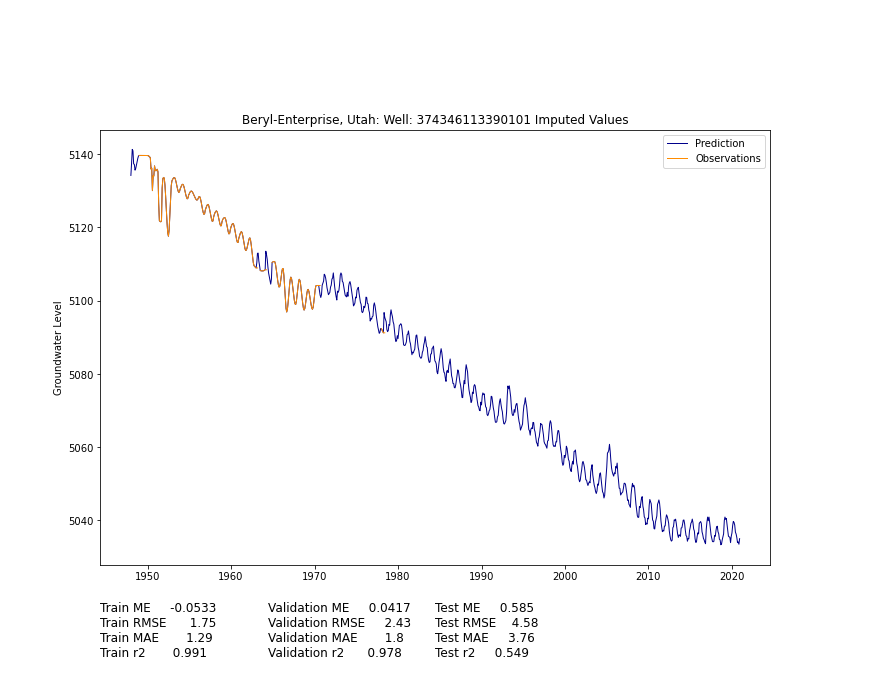 Beryl-Enterprise, Utah: Well: 374346113390101 Imputed Values
Prediction
Observations
Groundwater Level
5140
5120
5100
5080
5060
5040
1950 1960 1970 1980 1990 2000 2010 2020
Train ME -0.0533 Validation ME 0.0417 Test ME 0.585
Train RMSE 1.75 Validation RMSE 2.43 Test RMSE 4.58
Train MAE 1.29 Validation MAE 1.8 Test MAE 3.76
Train r2 0.991 Validation r2 0.978 Test r2 0.549